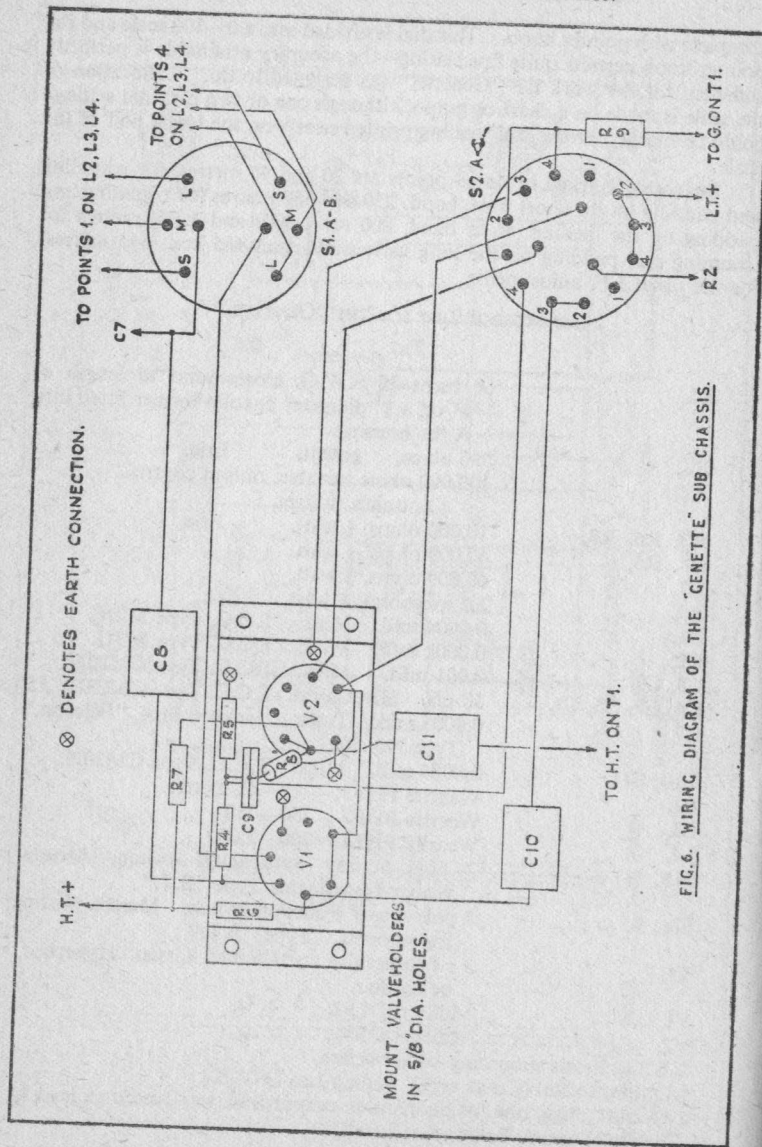 ⊗ DENOTES EARTH CONNECTION.
TO POINTS 1. ON L2, L3, L4.
H.T.+
C7
S M L
TO POINTS 4.
ON L2, L3, L4.
M
L M S
S1. A-B.
C8
R7
R5
R4
R6
C9
R8
V1
V2
C11
C10
MOUNT VALVEHOLDERS
IN 5/8" DIA. HOLES.
TO H.T. ON T1.
S2. A-C
1 2 3 4
4 3 2 1
1 2 3 4
R9
R2
L.T.+
TO G. ON T1.
FIG.6. WIRING DIAGRAM OF THE "GENETTE" SUB CHASSIS.